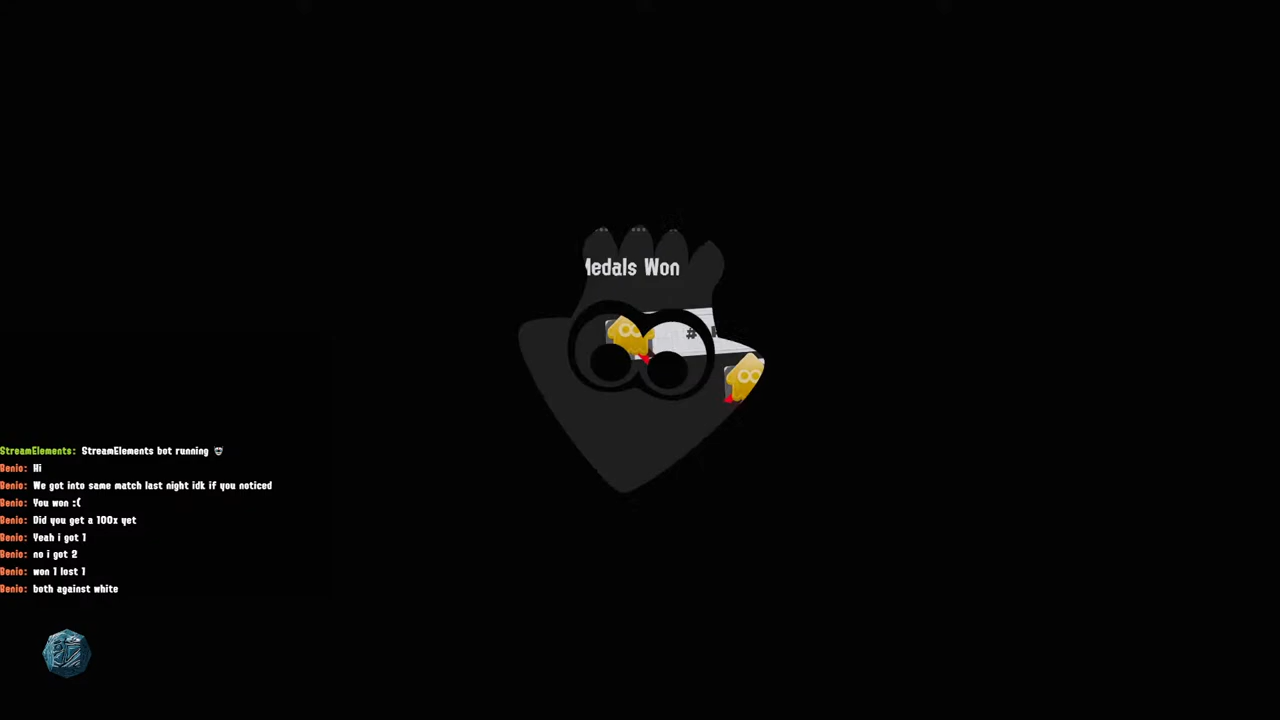 Medals Won
#
StreamElements: StreamElements bot running
Benio: Hi
Benio: We got into same match last night idk if you noticed
Benio: You won :(
Benio: Did you get a 100x yet
Benio: Yeah i got 1
Benio: no i got 2
Benio: won 1 lost 1
Benio: both against white